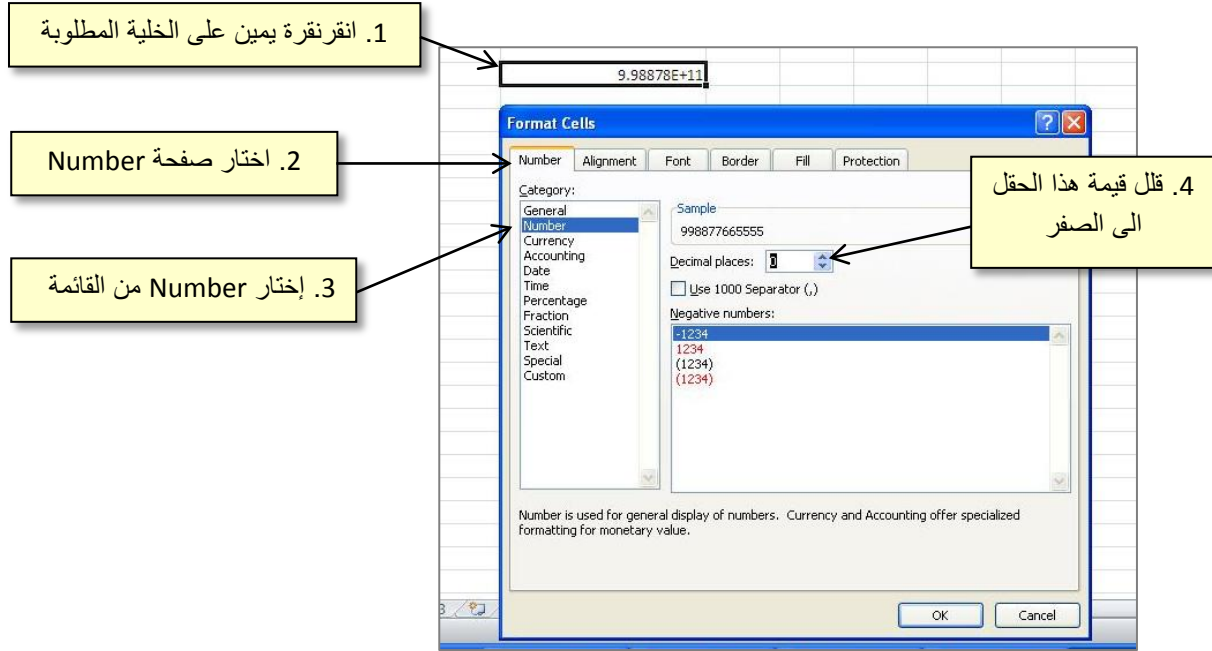 1. انقرنقرة يمين على الخلية المطلوبة
9.98878E+11
Format Cells
2. اختار صفحة Number
Number Alignment Font Border Fill Protection
4. قلل قيمة هذا الحقل
الى الصفر
Category:
General
Number
Currency
Accounting
Date
Time
Percentage
Fraction
Scientific
Text
Special
Custom
Sample
998877665555
Decimal places: 0
Use 1000 Separator (,)
Negative numbers:
-1234
1234
(1234)
(1234)
3. إختار Number من القائمة
Number is used for general display of numbers. Currency and Accounting offer specialized
formatting for monetary value.
3
OK Cancel